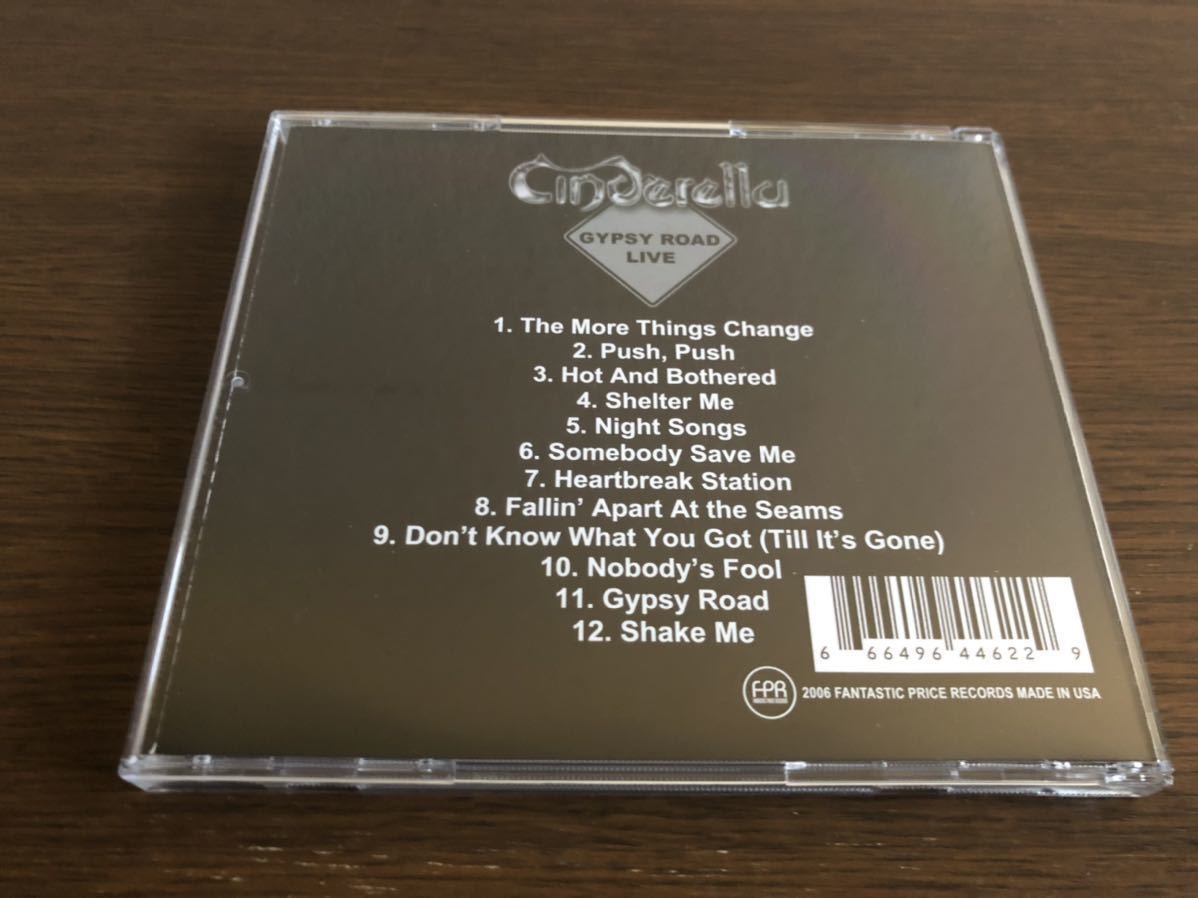 Cinderella
GYPSY ROAD
LIVE
1. The More Things Change
2. Push, Push
3. Hot And Bothered
4. Shelter Me
5. Night Songs
6. Somebody Save Me
7. Heartbreak Station
8. Fallin' Apart At the Seams
9. Don't Know What You Got (Till It's Gone)
10. Nobody's Fool
11. Gypsy Road
12. Shake Me
6 66496 44622 9
FPR
2006 FANTASTIC PRICE RECORDS MADE IN USA